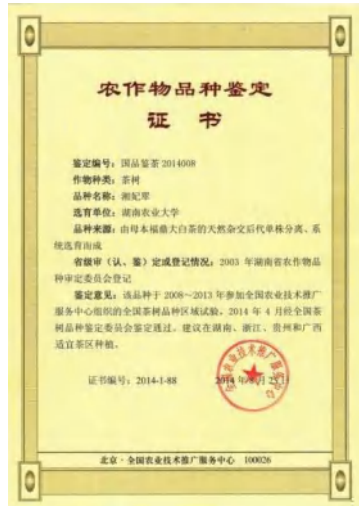 农作物品种鉴定
证 书
鉴定编号：国品鉴茶 2014008
作物种类：茶树
品种名称：湘妃翠
选育单位：湖南农业大学
品种来源：由母本福鼎大白茶的天然杂交后代单株分离、系
统选育而成
省级审（认、鉴）定或登记情况：2003 年湖南省农作物品
种审定委员会登记
鉴定意见：该品种于 2008～2013 年参加全国农业技术推广
服务中心组织的全国茶树品种区域试验。2014 年 4 月经全国茶
树品种鉴定委员会鉴定通过。建议在湖南、浙江、贵州和广西
适宜茶区种植。
证书编号：2014-1-88
2014 年 月 25 日
北京·全国农业技术推广服务中心 100026